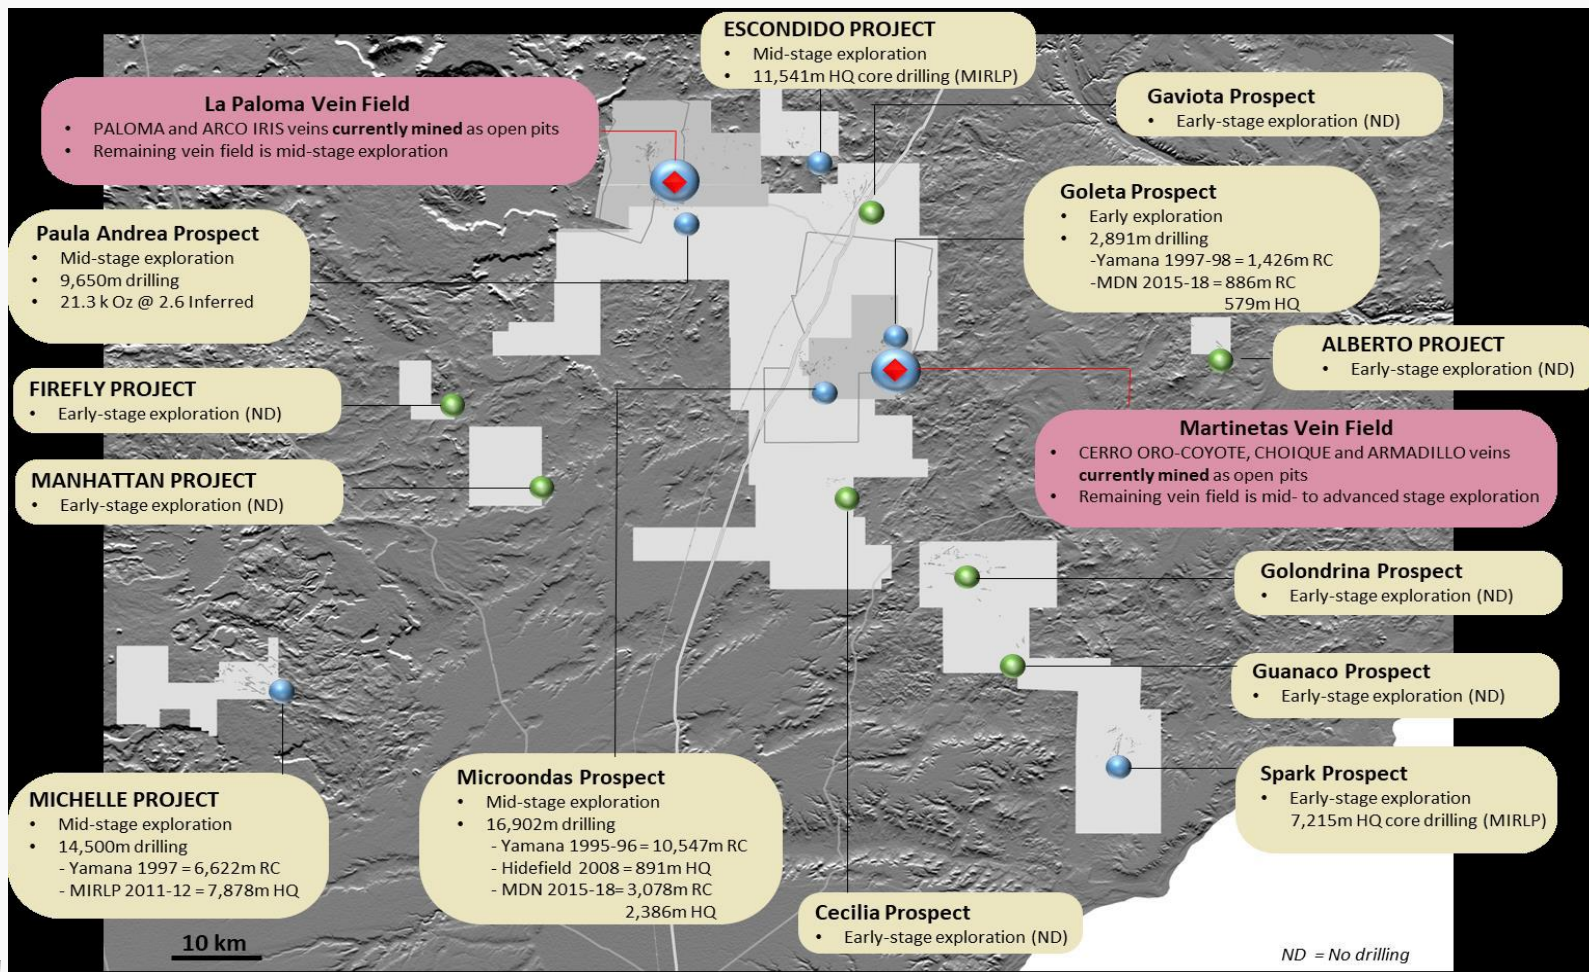 ESCONDIDO PROJECT
• Mid-stage exploration
• 11,541m HQ core drilling (MIRLP)
La Paloma Vein Field
• PALOMA and ARCO IRIS veins currently mined as open pits
• Remaining vein field is mid-stage exploration
Gaviota Prospect
• Early-stage exploration (ND)
Goleta Prospect
• Early exploration
• 2,891m drilling
-Yamana 1997-98 = 1,426m RC
-MDN 2015-18 = 886m RC
579m HQ
Paula Andrea Prospect
• Mid-stage exploration
• 9,650m drilling
• 21.3 k Oz @ 2.6 Inferred
ALBERTO PROJECT
• Early-stage exploration (ND)
FIREFLY PROJECT
• Early-stage exploration (ND)
Martinetas Vein Field
• CERRO ORO-COYOTE, CHOIQUE and ARMADILLO veins
currently mined as open pits
• Remaining vein field is mid- to advanced stage exploration
MANHATTAN PROJECT
• Early-stage exploration (ND)
Golondrina Prospect
• Early-stage exploration (ND)
Guanaco Prospect
• Early-stage exploration (ND)
Spark Prospect
• Early-stage exploration
7,215m HQ core drilling (MIRLP)
MICHELLE PROJECT
• Mid-stage exploration
• 14,500m drilling
- Yamana 1997 = 6,622m RC
- MIRLP 2011-12 = 7,878m HQ
Microondas Prospect
• Mid-stage exploration
• 16,902m drilling
- Yamana 1995-96 = 10,547m RC
- Hidefield 2008 = 891m HQ
- MDN 2015-18= 3,078m RC
2,386m HQ
Cecilia Prospect
• Early-stage exploration (ND)
10 km
ND = No drilling